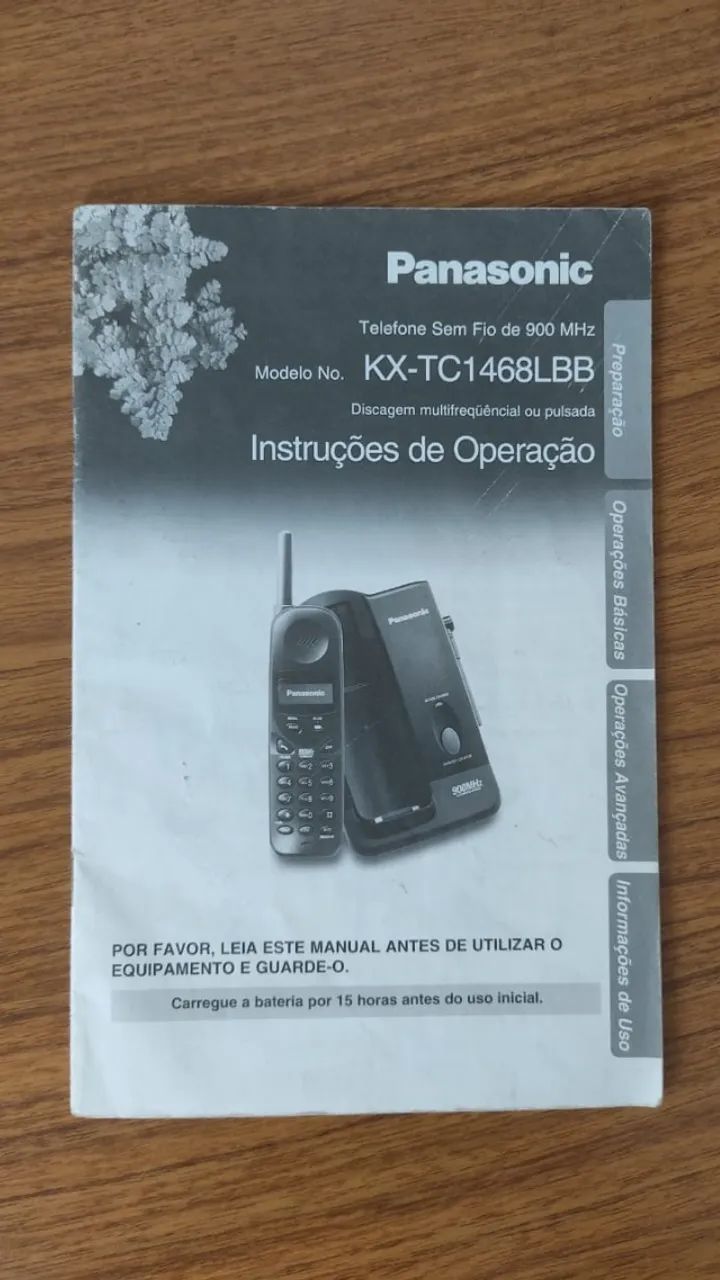 Panasonic
Telefone Sem Fio de 900 MHz
Modelo No. KX-TC1468LBB
Discagem multifreqüêncial ou pulsada
Instruções de Operação
Preparação
Operações Básicas
Operações Avançadas
Informações de Uso
Panasonic
Panasonic
900MHz
POR FAVOR, LEIA ESTE MANUAL ANTES DE UTILIZAR O
EQUIPAMENTO E GUARDE-O.
Carregue a bateria por 15 horas antes do uso inicial.